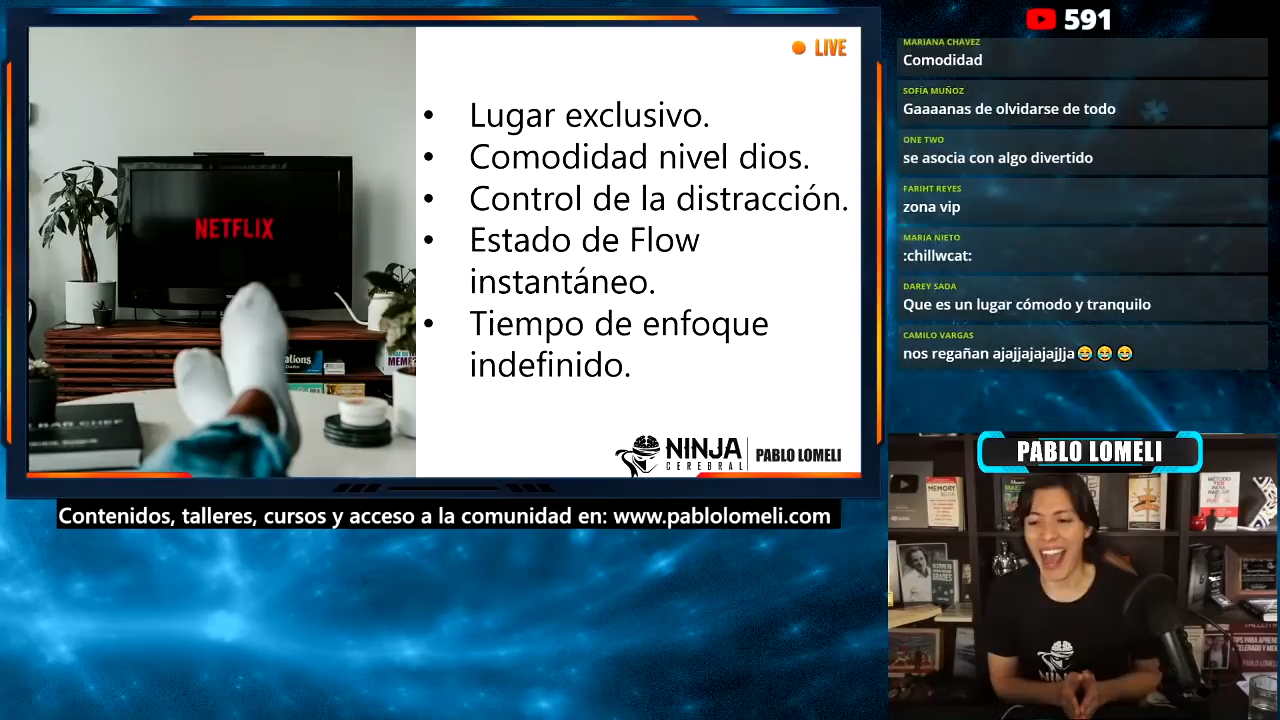 591
LIVE
NETFLIX
• Lugar exclusivo.
• Comodidad nivel dios.
• Control de la distracción.
• Estado de Flow
instantáneo.
• Tiempo de enfoque
indefinido.
NINJA
CEREBRAL
PABLO LOMELI
Contenidos, talleres, cursos y acceso a la comunidad en: www.pablolomeli.com
MARIANA CHÁVEZ
Comodidad
SOFÍA MUÑOZ
Gaaaanas de olvidarse de todo
ONE TWO
se asocia con algo divertido
FARIHT REYES
zona vip
MARIA NIETO
:chillwcat:
DAREY SADA
Que es un lugar cómodo y tranquilo
CAMILO VARGAS
nos regañan ajajjajajajjja😂😂😂
PABLO LOMELI
MEMORY